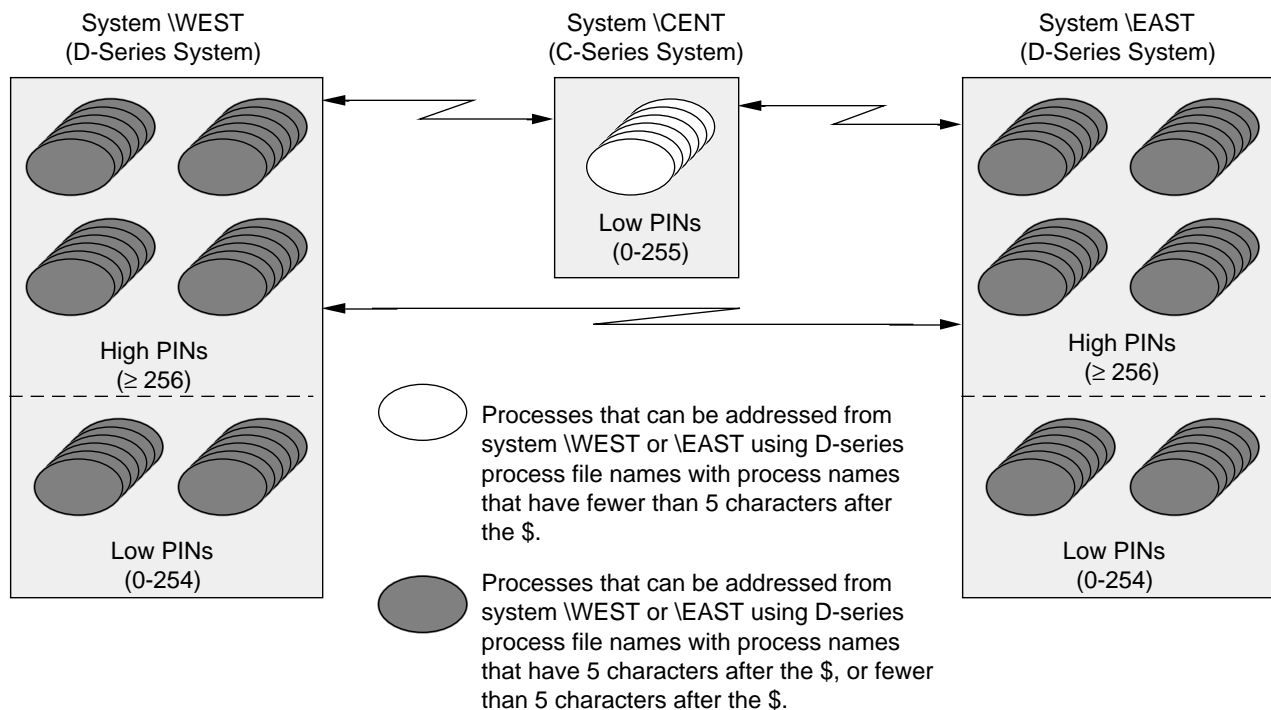 System \WEST
(D-Series System)
System \CENT
(C-Series System)
System \EAST
(D-Series System)
Low PINs
(0-255)
High PINs
(≥ 256)
High PINs
(≥ 256)
Low PINs
(0-254)
Low PINs
(0-254)
Processes that can be addressed from
system \WEST or \EAST using D-series
process file names with process names
that have fewer than 5 characters after
the $.
Processes that can be addressed from
system \WEST or \EAST using D-series
process file names with process names
that have 5 characters after the $, or fewer
than 5 characters after the $.